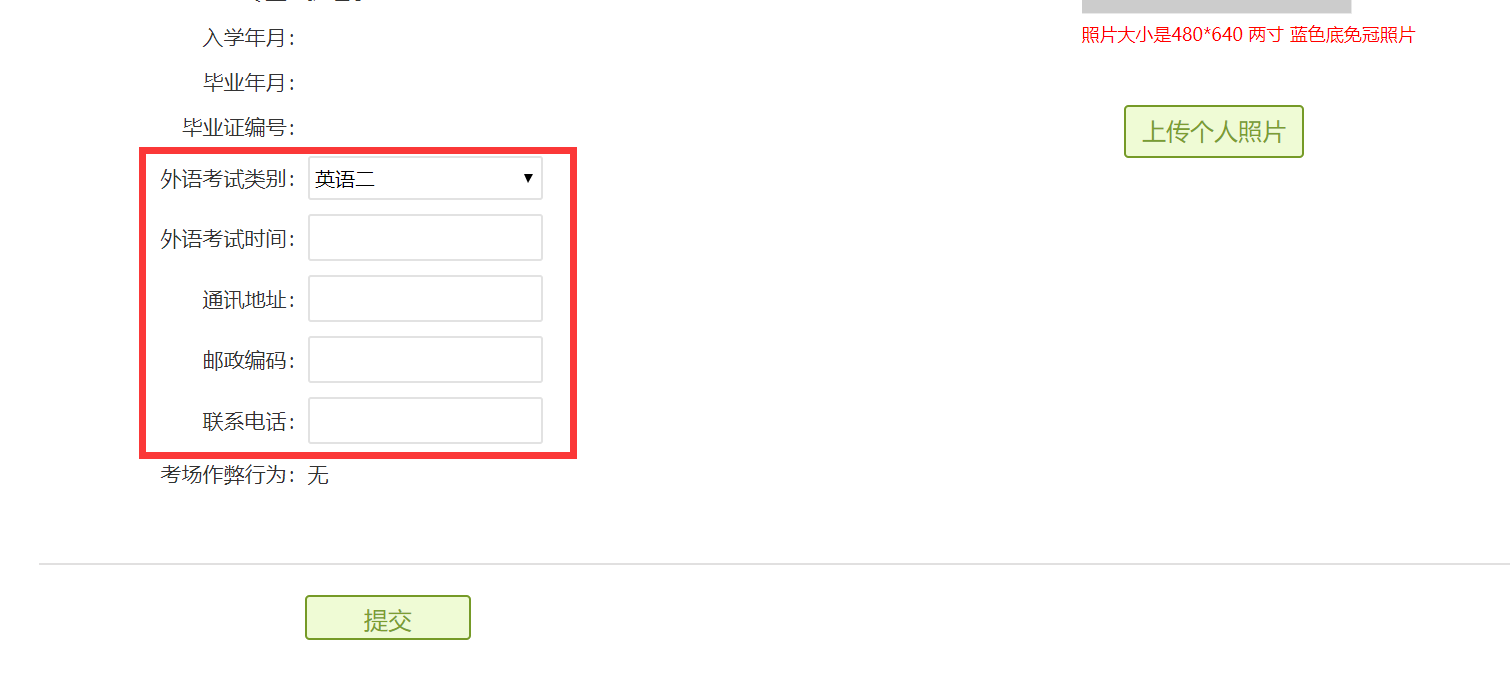 入学年月：
照片大小是480*640 两寸 蓝色底免冠照片
毕业年月：
毕业证编号：
上传个人照片
外语考试类别： 英语二
外语考试时间：
通讯地址：
邮政编码：
联系电话：
考场作弊行为： 无
提交